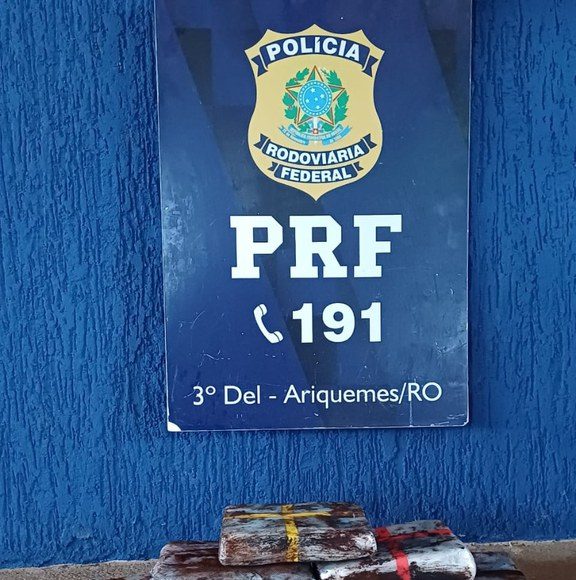 POLÍCIA
RODOVIÁRIA
FEDERAL
PRF
191
3º Del - Ariquemes/RO